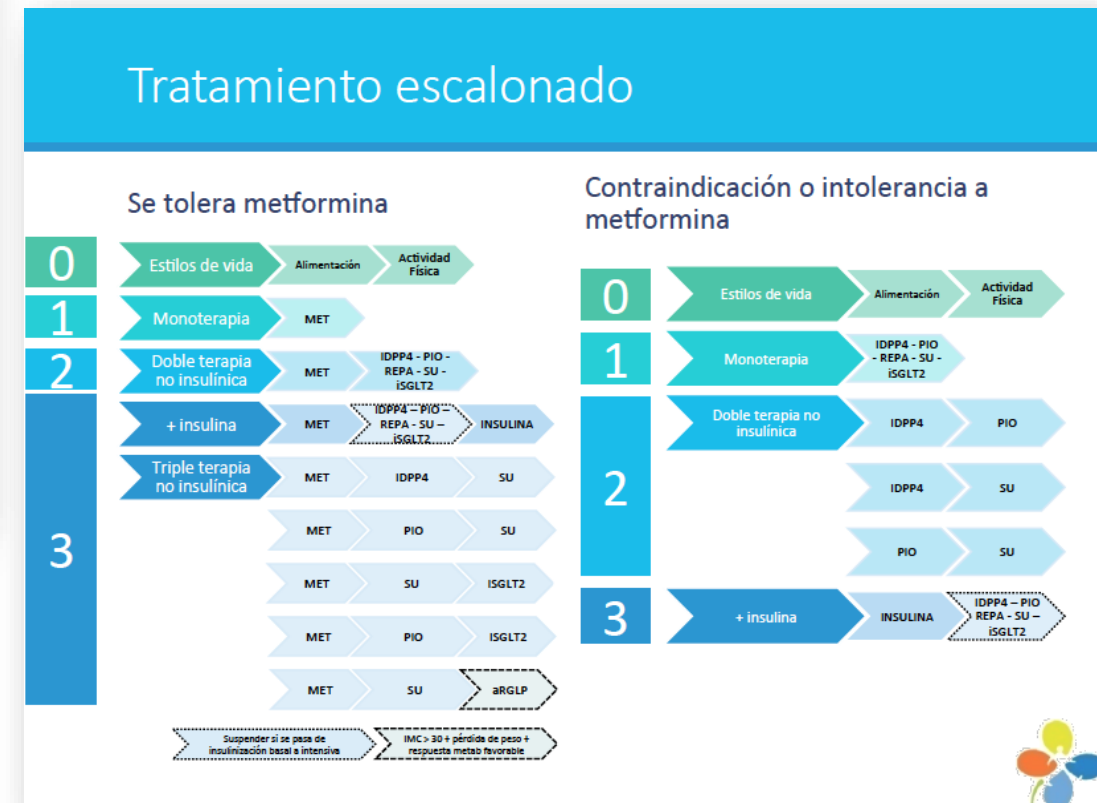 Tratamiento escalonado
Se tolera metformina
0
Estilos de vida
Alimentación
Actividad
Física
1
Monoterapia
MET
2
Doble terapia
no insulínica
MET
IDPP4 - PIO -
REPA - SU -
iSGLT2
3
+ insulina
MET
IDPP4 – PIO –
REPA - SU –
iSGLT2
INSULINA
Triple terapia
no insulínica
MET
IDPP4
SU
MET
PIO
SU
MET
SU
ISGLT2
MET
PIO
ISGLT2
MET
SU
aRGLP
Suspender si se pasa de
insulinización basal a intensiva
IMC > 30 + pérdida de peso +
respuesta metab favorable
Contraindicación o intolerancia a
metformina
0
Estilos de vida
Alimentación
Actividad
Física
1
Monoterapia
IDPP4 - PIO
- REPA - SU -
iSGLT2
2
Doble terapia no
insulínica
IDPP4
PIO
IDPP4
SU
PIO
SU
3
+ insulina
INSULINA
IDPP4 – PIO
REPA - SU –
iSGLT2